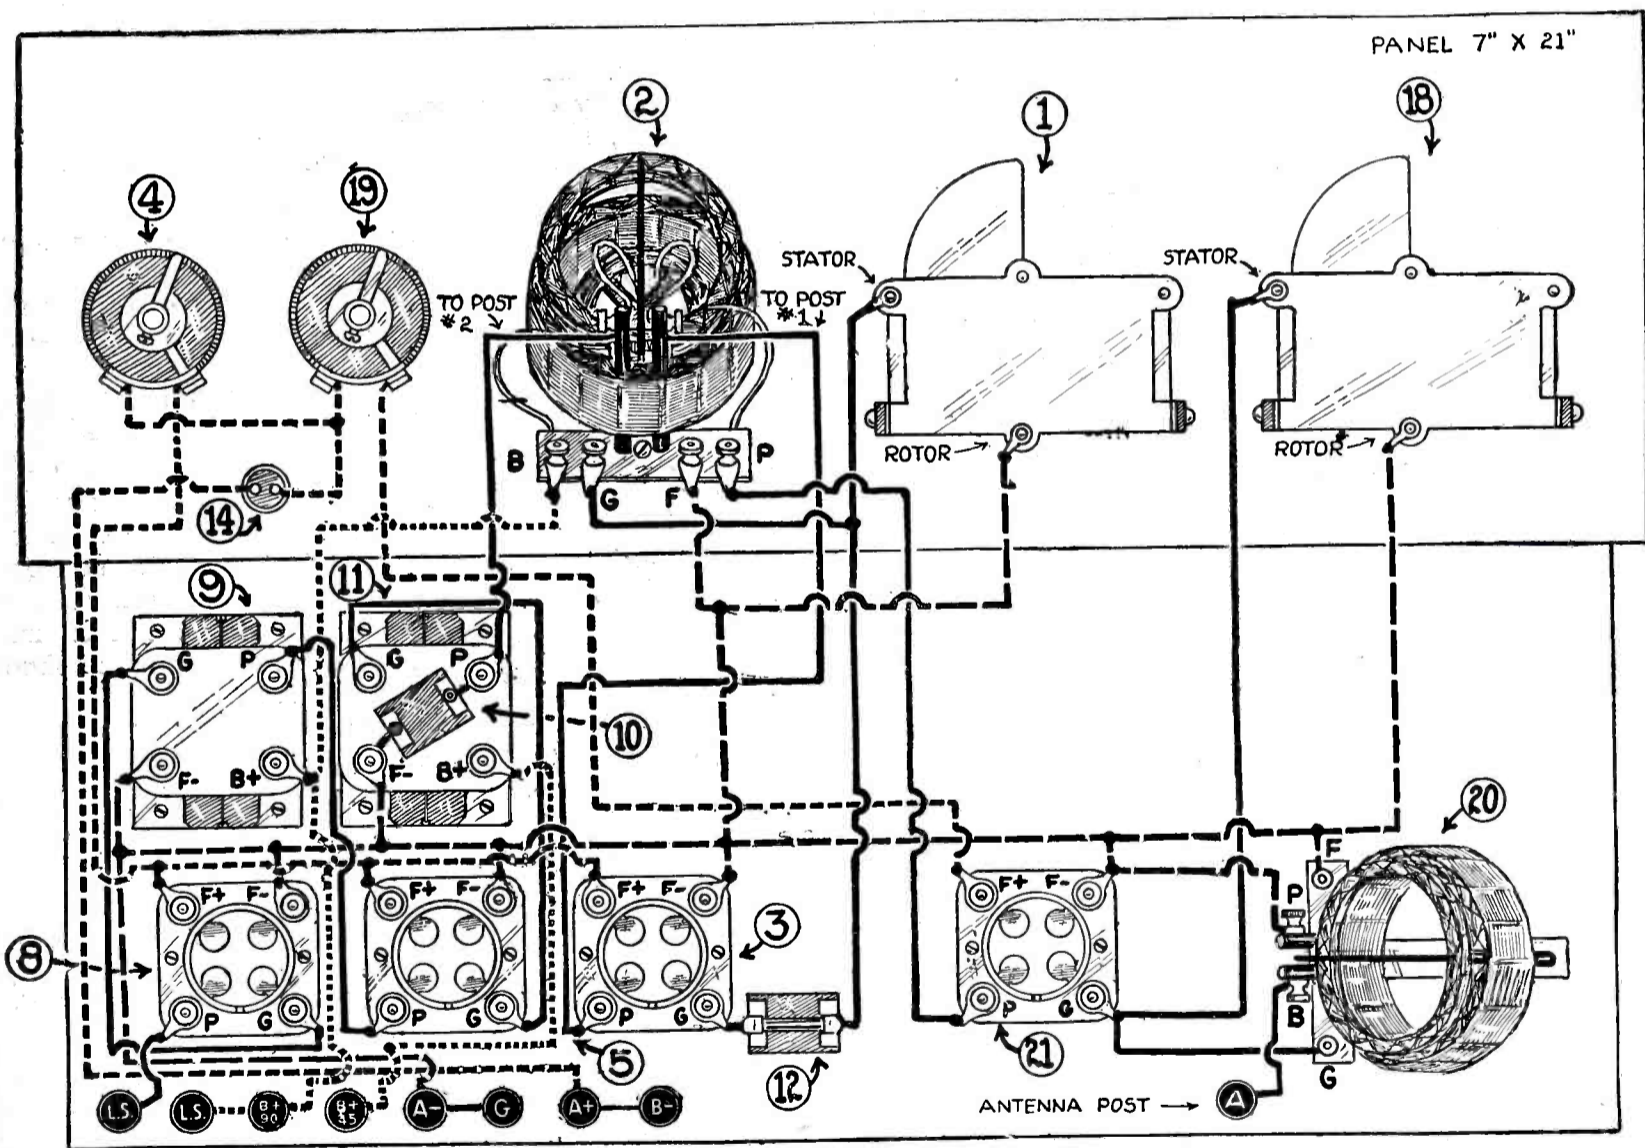 PANEL 7" X 21"
2
1
18
4
19
STATOR
STATOR
TO POST
#2
TO POST
#1
ROTOR
ROTOR
B
P
G
F
14
9
11
G
P
G
P
10
F-
B+
F-
B+
20
F
F+
F-
F+
F-
F+
F-
F+
F-
P
3
8
P
G
P
G
P
G
P
G
B
5
12
21
G
L.S.
L.S.
B+
90
B+
45
A-
G
A+
B-
ANTENNA POST
A